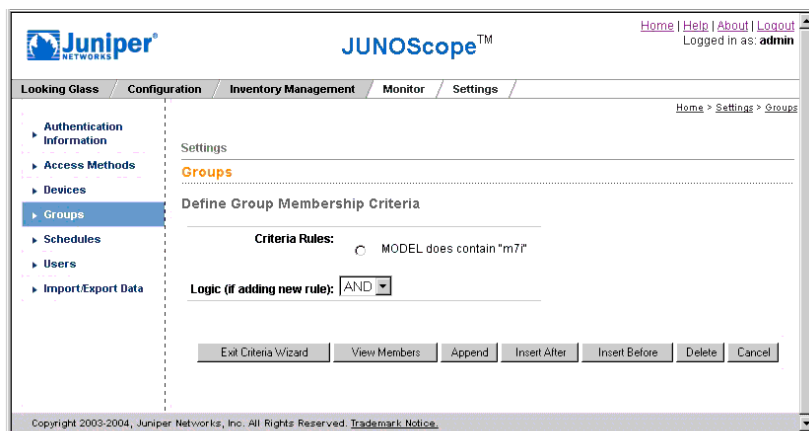 Juniper®
NETWORKS
JUNOScope™
Home | Help | About | Logout
Logged in as: admin
Looking Glass / Configuration / Inventory Management / Monitor / Settings /
Home > Settings > Groups
Authentication
Information
Access Methods
Devices
Groups
Schedules
Users
Import/Export Data
Settings
Groups
Define Group Membership Criteria
Criteria Rules:
MODEL does contain "m7i"
Logic (if adding new rule): AND
Exit Criteria Wizard View Members Append Insert After Insert Before Delete Cancel
Copyright 2003-2004, Juniper Networks, Inc. All Rights Reserved. Trademark Notice.